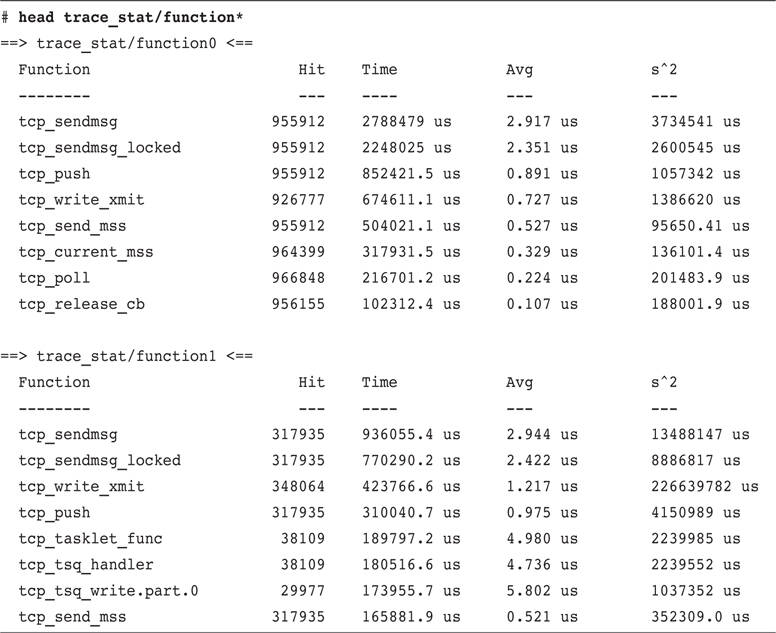 # head trace_stat/function*
==> trace_stat/function0 <==
Function Hit Time Avg s^2
-------- --- ---- --- ---
tcp_sendmsg 955912 2788479 us 2.917 us 3734541 us
tcp_sendmsg_locked 955912 2248025 us 2.351 us 2600545 us
tcp_push 955912 852421.5 us 0.891 us 1057342 us
tcp_write_xmit 926777 674611.1 us 0.727 us 1386620 us
tcp_send_mss 955912 504021.1 us 0.527 us 95650.41 us
tcp_current_mss 964399 317931.5 us 0.329 us 136101.4 us
tcp_poll 966848 216701.2 us 0.224 us 201483.9 us
tcp_release_cb 956155 102312.4 us 0.107 us 188001.9 us
==> trace_stat/function1 <==
Function Hit Time Avg s^2
-------- --- ---- --- ---
tcp_sendmsg 317935 936055.4 us 2.944 us 13488147 us
tcp_sendmsg_locked 317935 770290.2 us 2.422 us 8886817 us
tcp_write_xmit 348064 423766.6 us 1.217 us 226639782 us
tcp_push 317935 310040.7 us 0.975 us 4150989 us
tcp_tasklet_func 38109 189797.2 us 4.980 us 2239985 us
tcp_tsq_handler 38109 180516.6 us 4.736 us 2239552 us
tcp_tsq_write.part.0 29977 173955.7 us 5.802 us 1037352 us
tcp_send_mss 317935 165881.9 us 0.521 us 352309.0 us